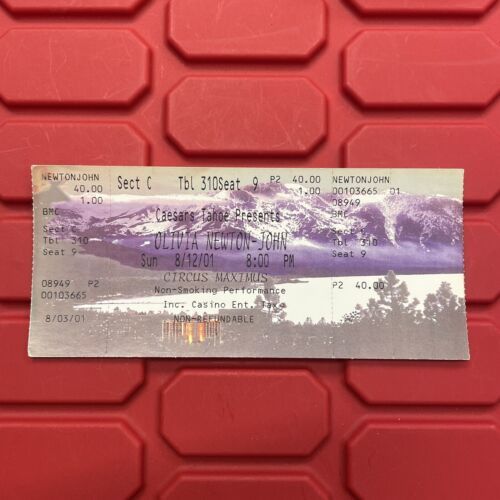 NEWTONJOHN
40.00
1.00
BMC
Sect C
Tbl 310
Seat 9
08949 P2
00103665
8/03/01
Sect C Tbl 310Seat 9 P2 40.00
1.00
Caesars Tahoe Presents
OLIVIA NEWTON-JOHN
Sun 8/12/01 8:00 PM
CIRCUS MAXIMUS
Non-Smoking Performance
Inc. Casino Ent. Tax
NON-REFUNDABLE
NEWTONJOHN
00103665 01
08949
BMC
Sect C
Tbl 310
Seat 9
P2 40.00